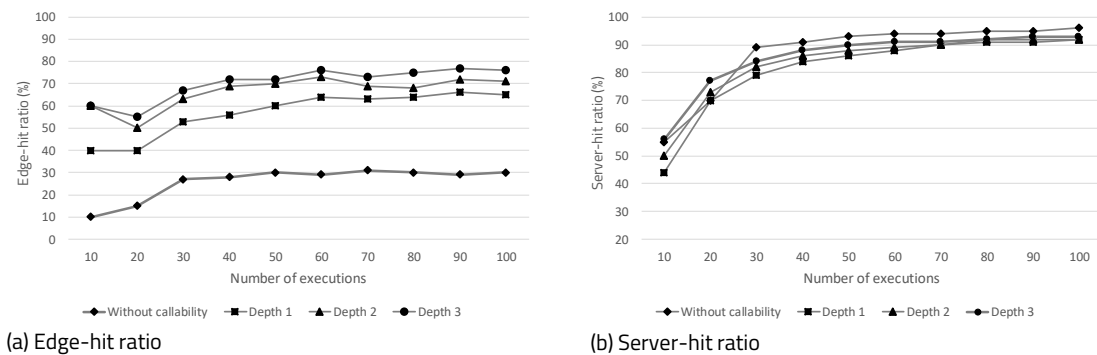 100
90
80
70
60
50
40
30
20
10
0
Edge-hit ratio (%)
10 20 30 40 50 60 70 80 90 100
Number of executions
Without callability Depth 1 Depth 2 Depth 3
(a) Edge-hit ratio
100
90
80
70
60
50
40
30
20
Server-hit ratio (%)
10 20 30 40 50 60 70 80 90 100
Number of executions
Without callability Depth 1 Depth 2 Depth 3
(b) Server-hit ratio